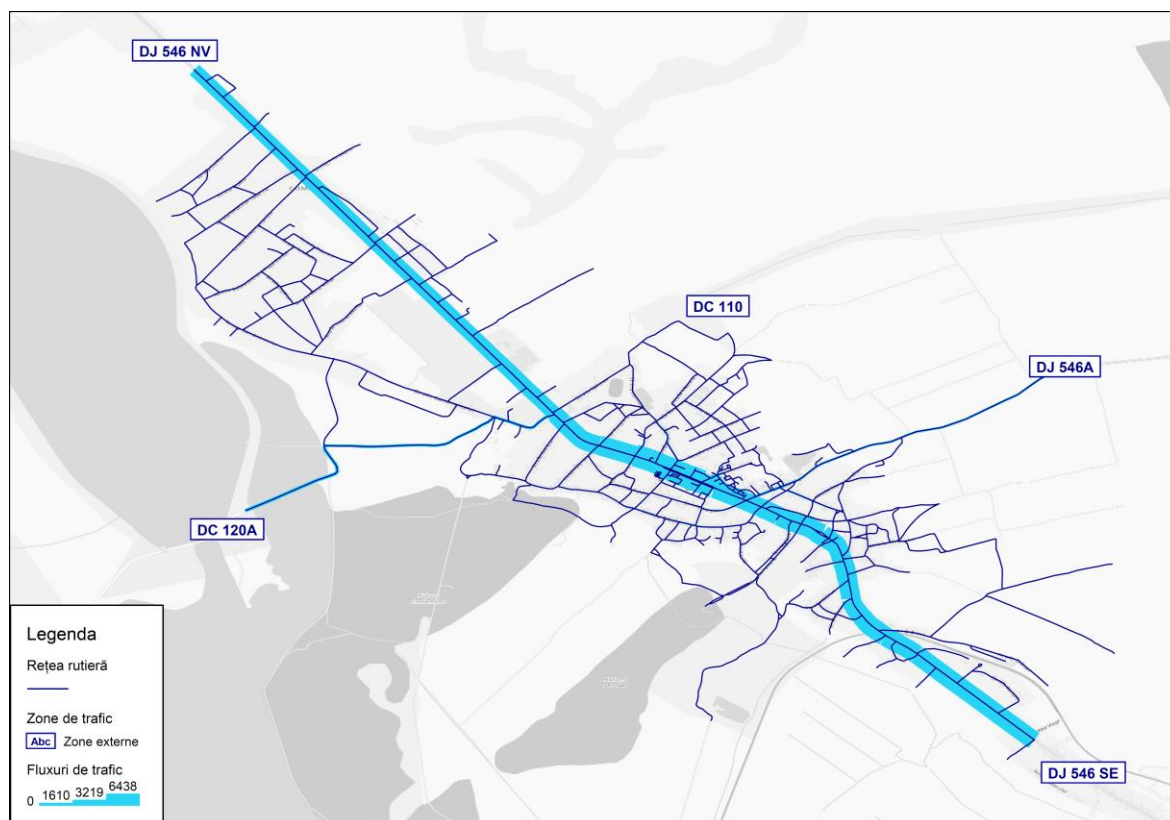 DJ 546 NV
DC 110
DJ 546A
DC 120A
DJ 546 SE
Legenda
Rețea rutieră
Zone de trafic
Abc Zone externe
Fluxuri de trafic
0 1610 3219 6438